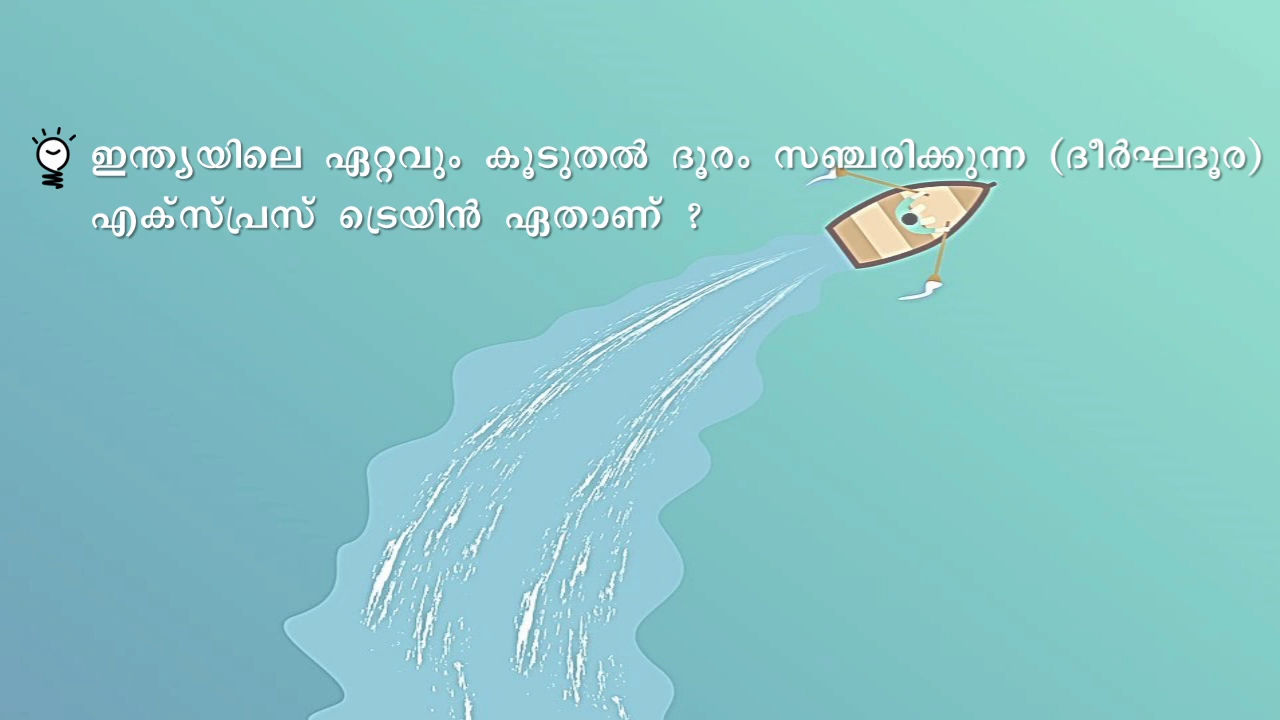 ഇന്ത്യയിലെ ഏറ്റവും കൂടുതൽ ദൂരം സഞ്ചരിക്കുന്ന (ദീർഘദൂര)
എക്സ്പ്രസ് ട്രെയിൻ ഏതാണ് ?